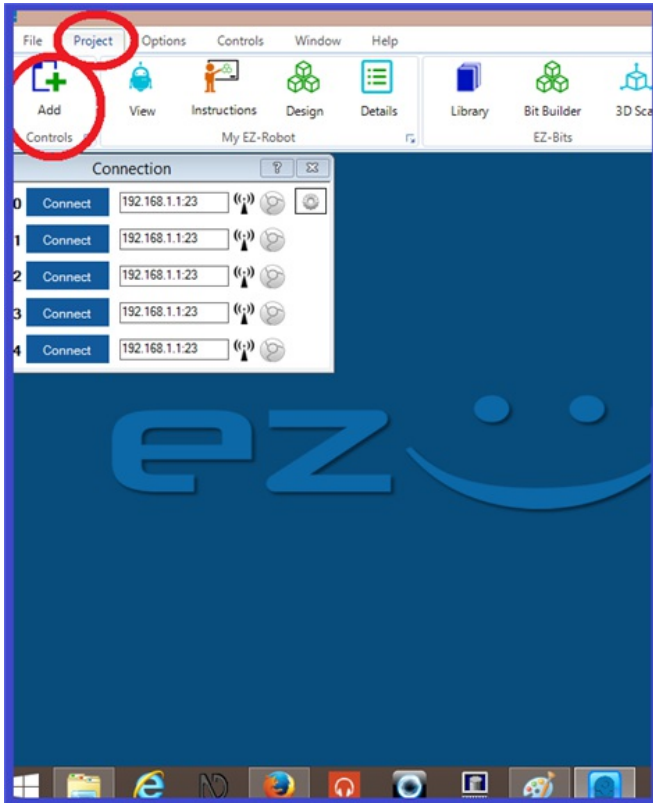 File Project Options Controls Window Help
Add View Instructions Design Details Library Bit Builder 3D Sca
Controls My EZ-Robot EZ-Bits
Connection ?
0 Connect 192.168.1.1:23
1 Connect 192.168.1.1:23
2 Connect 192.168.1.1:23
3 Connect 192.168.1.1:23
4 Connect 192.168.1.1:23
ez